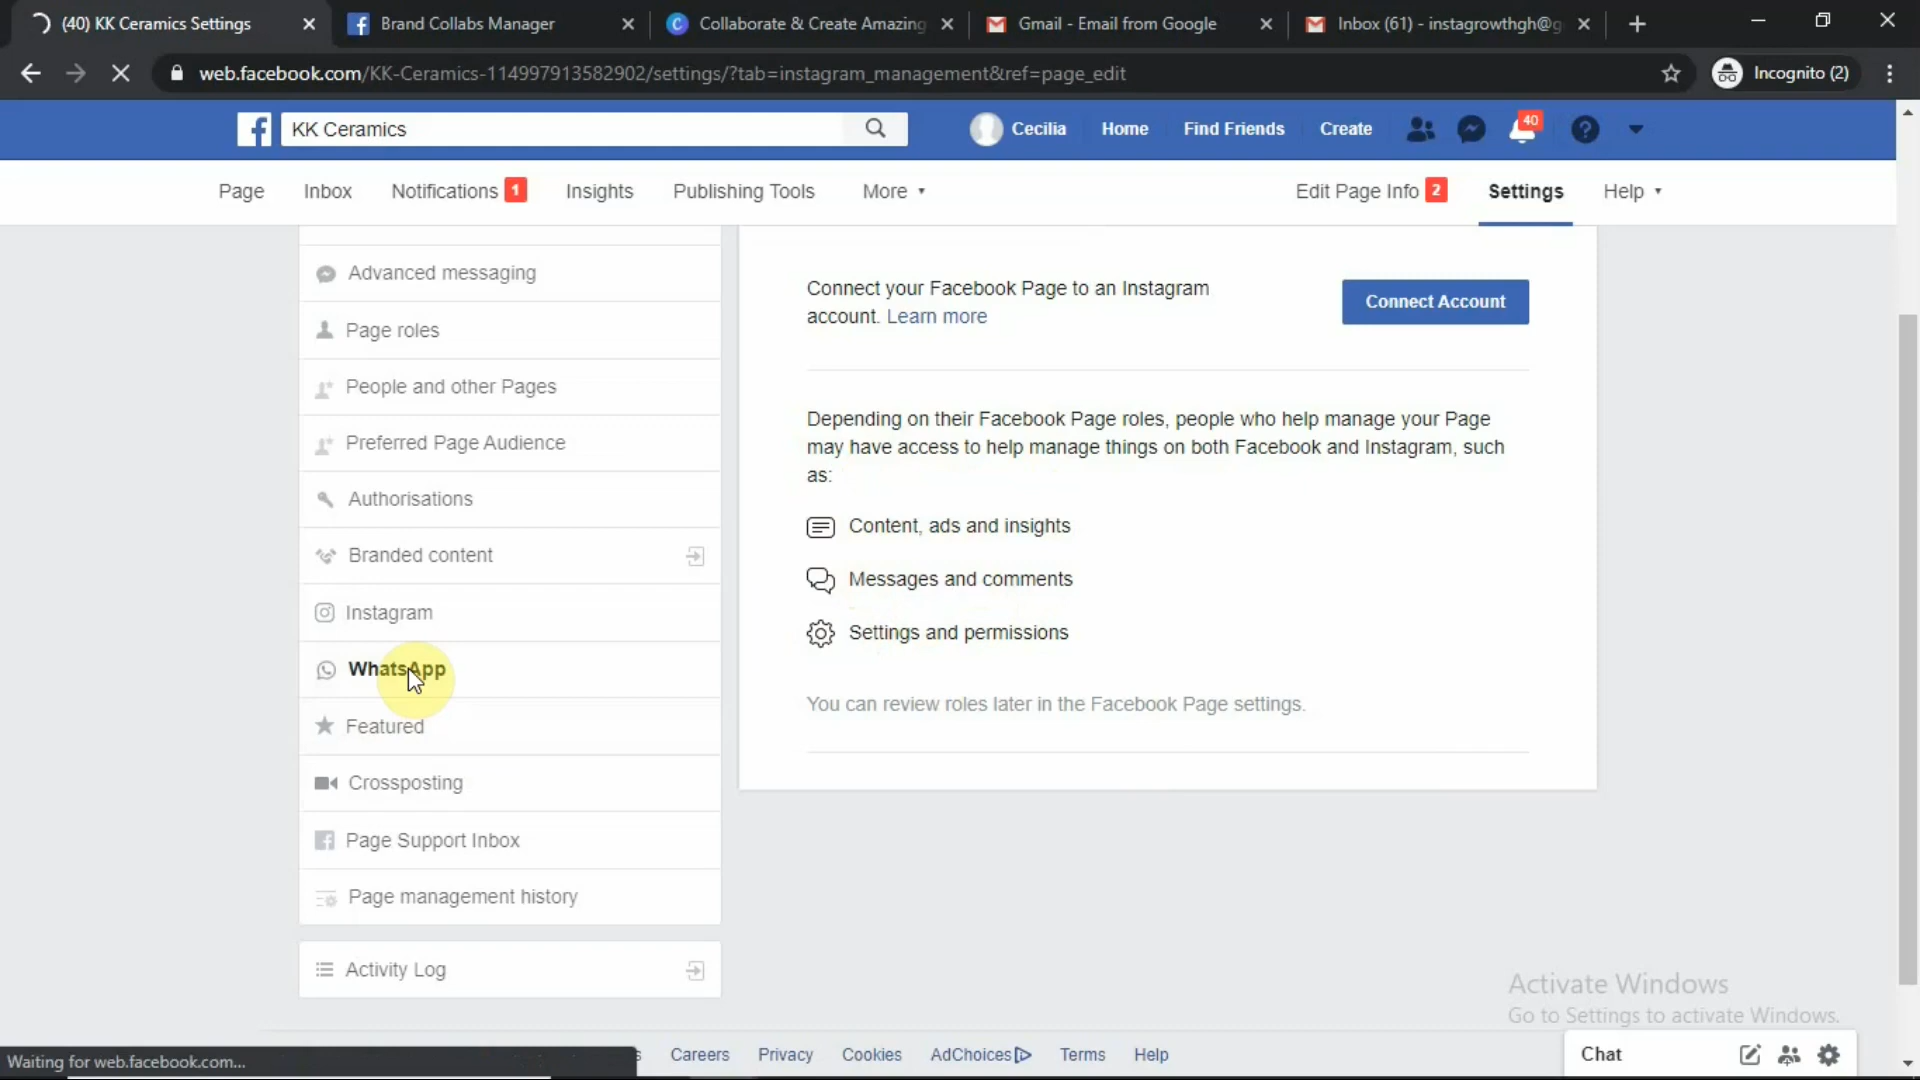 (40) KK Ceramics Settings
Brand Collabs Manager
Collaborate & Create Amazing
Gmail - Email from Google
Inbox (61) - instagrowthgh@g
web.facebook.com/KK-Ceramics-114997913582902/settings/?tab=instagram_management&ref=page_edit
Incognito (2)
KK Ceramics
Cecilia
Home
Find Friends
Create
40
Page
Inbox
Notifications 1
Insights
Publishing Tools
More
Edit Page Info 2
Settings
Help
Advanced messaging
Page roles
People and other Pages
Preferred Page Audience
Authorisations
Branded content
Instagram
WhatsApp
Featured
Crossposting
Page Support Inbox
Page management history
Activity Log
Connect your Facebook Page to an Instagram
account. Learn more
Connect Account
Depending on their Facebook Page roles, people who help manage your Page
may have access to help manage things on both Facebook and Instagram, such
as:
Content, ads and insights
Messages and comments
Settings and permissions
You can review roles later in the Facebook Page settings.
Activate Windows
Go to Settings to activate Windows.
Waiting for web.facebook.com...
Careers
Privacy
Cookies
AdChoices
Terms
Help
Chat